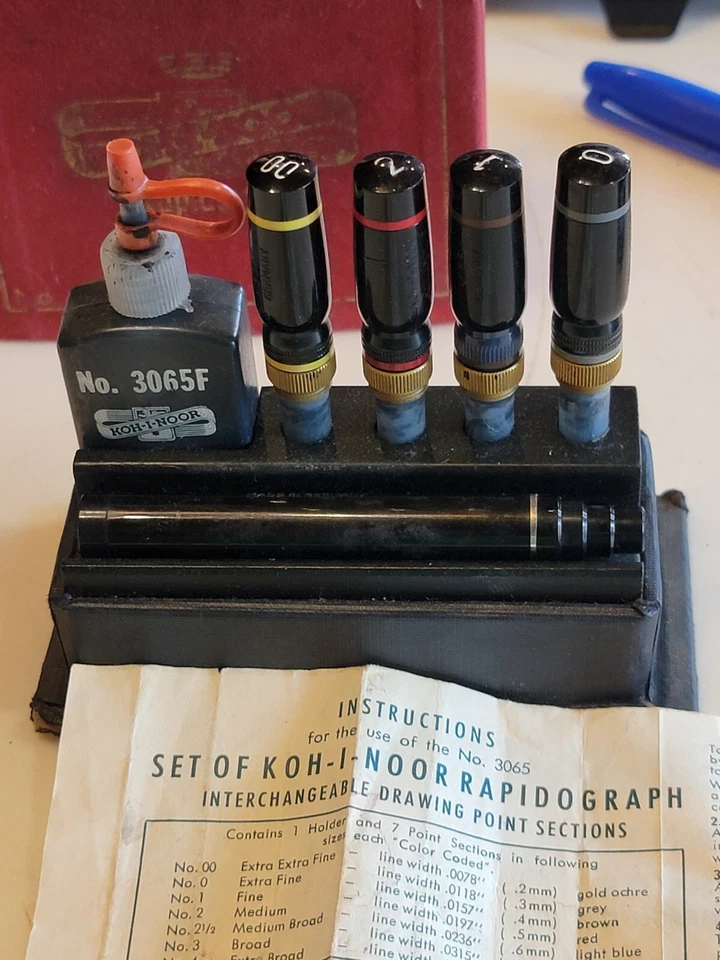 00
2
1
0
GERMANY
No. 3065F
KOH-I-NOOR
INSTRUCTIONS
for the use of the No. 3065
SET OF KOH-I-NOOR RAPIDOGRAPH
INTERCHANGEABLE DRAWING POINT SECTIONS
Contains 1 Holder and 7 Point Sections in following
sizes each "Color Coded"
No. 00 Extra Extra Fine – line width .0078" ( .2mm) gold ochre
No. 0 Extra Fine – line width .0118" ( .3mm) grey
No. 1 Fine – line width .0157" ( .4mm) brown
No. 2 Medium – line width .0197" ( .5mm) red
No. 2½ Medium Broad – line width .0236" ( .6mm) light blue
No. 3 Broad – line width .0315"
Extra Broad